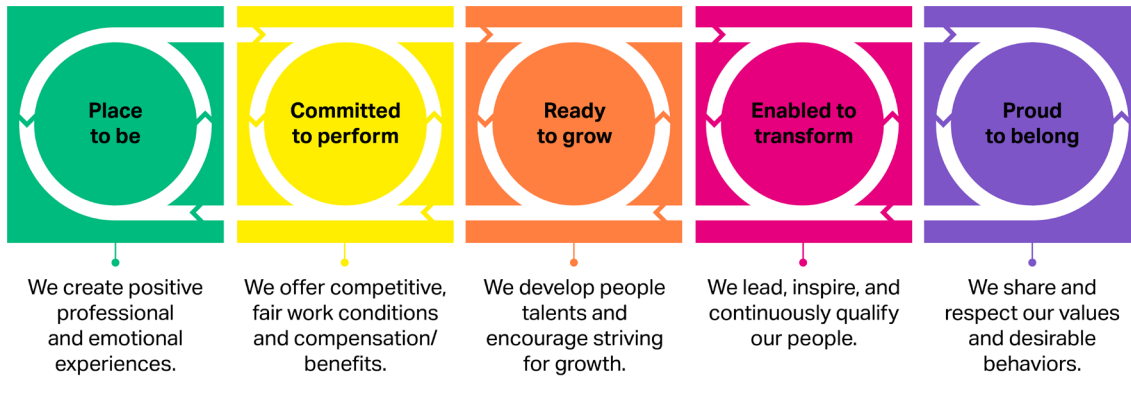 Place
to be
Committed
to perform
Ready
to grow
Enabled to
transform
Proud
to belong
We create positive
professional
and emotional
experiences.
We offer competitive,
fair work conditions
and compensation/
benefits.
We develop people
talents and
encourage striving
for growth.
We lead, inspire, and
continuously qualify
our people.
We share and
respect our values
and desirable
behaviors.